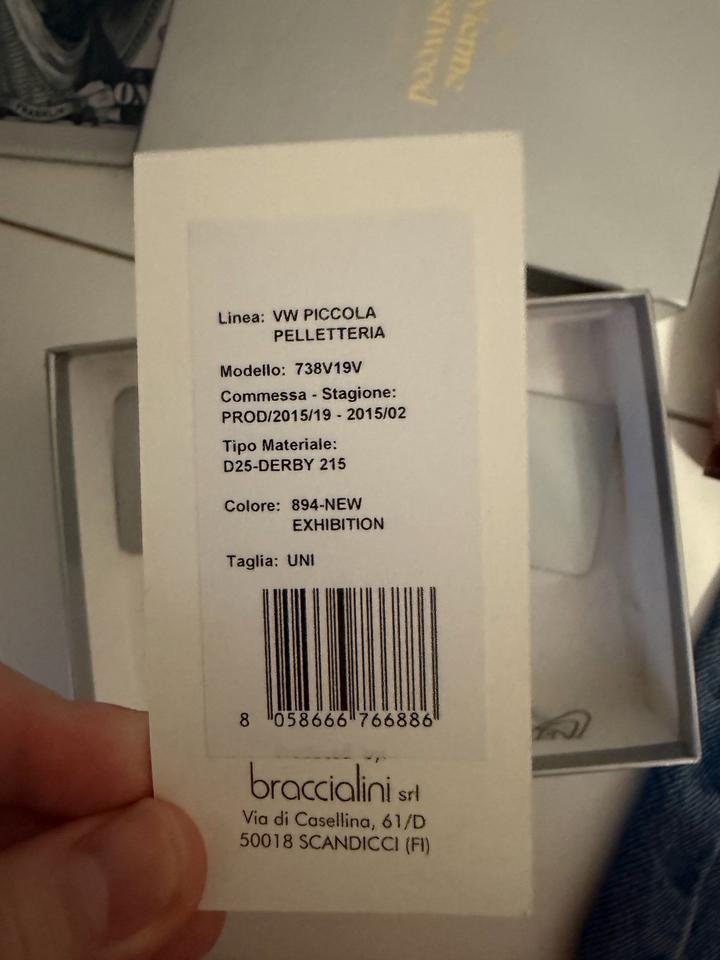 Linea: VW PICCOLA
PELLETTERIA
Modello: 738V19V
Commessa - Stagione:
PROD/2015/19 - 2015/02
Tipo Materiale:
D25-DERBY 215
Colore: 894-NEW
EXHIBITION
Taglia: UNI
8 058666 766886
braccialini srl
Via di Casellina, 61/D
50018 SCANDICCI (FI)
FRANKLIN